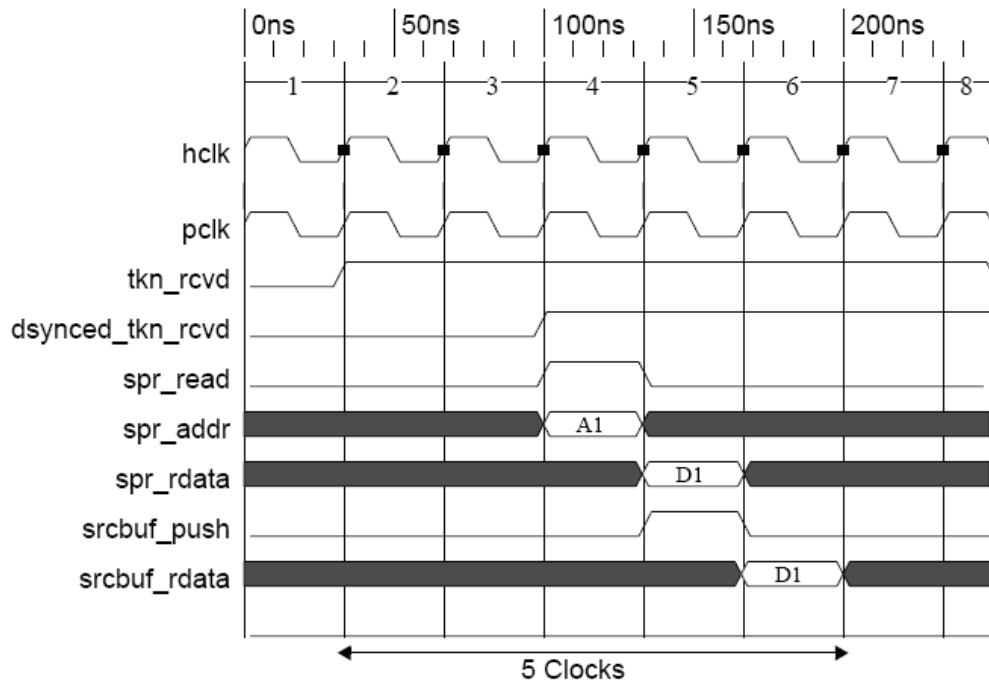 0ns 50ns 100ns 150ns 200ns
1 2 3 4 5 6 7 8
hclk
pclk
tkn_rcvd
dsynced_tkn_rcvd
spr_read
spr_addr A1
spr_rdata D1
srcbuf_push
srcbuf_rdata D1
5 Clocks